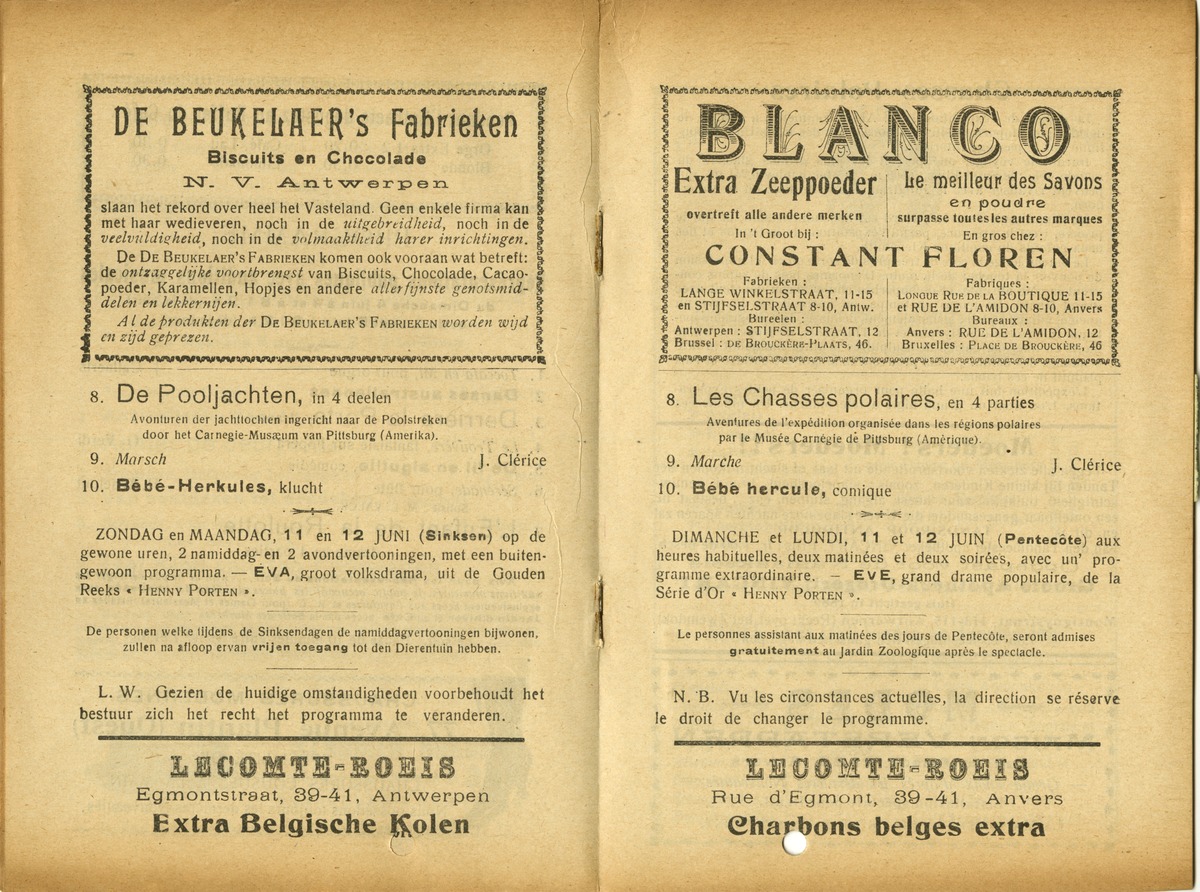 DE BEUKELAER's Fabrieken
Biscuits en Chocolade
N. V. Antwerpen
slaan het rekord over heel het Vasteland. Geen enkele firma kan
met haar wedieveren, noch in de uitgebreidheid, noch in de
veelvuldigheid, noch in de volmaaktheid harer inrichtingen.
De DE BEUKELAER's FABRIEKEN komen ook vooraan wat betreft:
de ontzaggelijke voortbrengst van Biscuits, Chocolade, Cacao-
poeder, Karamellen, Hopjes en andere allerfijnste genotsmid-
delen en lekkernijen.
Al de produkten der DE BEUKELAER's FABRIEKEN worden wijd
en zijd geprezen.
8. De Pooljachten, in 4 deelen
Avonturen der jachttochten ingericht naar de Poolstreken
door het Carnegie-Musæum van Pittsburg (Amerika).
9. Marsch J. Clérice
10. Bébé-Herkules, klucht
ZONDAG en MAANDAG, 11 en 12 JUNI (Sinksen) op de
gewone uren, 2 namiddag- en 2 avondvertooningen, met een buiten-
gewoon programma. — EVA, groot volksdrama, uit de Gouden
Reeks « HENNY PORTEN ».
De personen welke tijdens de Sinksendagen de namiddagvertooningen bijwonen,
zullen na afloop ervan vrijen toegang tot den Dierentuin hebben.
L. W. Gezien de huidige omstandigheden voorbehoudt het
bestuur zich het recht het programma te veranderen.
LECOMTE-ROEIS
Egmontstraat, 39-41, Antwerpen
Extra Belgische Kolen
BLANCO
Extra Zeeppoeder
overtreft alle andere merken
In 't Groot bij :
Le meilleur des Savons
en poudre
surpasse toutes les autres marques
En gros chez :
CONSTANT FLOREN
Fabrieken :
LANGE WINKELSTRAAT, 11-15
en STIJFSELSTRAAT 8-10, Antw.
Bureelen :
Antwerpen : STIJFSELSTRAAT, 12
Brussel : DE BROUCKÈRE-PLAATS, 46.
Fabriques :
LONGUE RUE DE LA BOUTIQUE 11-15
et RUE DE L'AMIDON 8-10, Anvers
Bureaux :
Anvers : RUE DE L'AMIDON, 12
Bruxelles : PLACE DE BROUCKÈRE, 46
8. Les Chasses polaires, en 4 parties
Aventures de l'expédition organisée dans les régions polaires
par le Musée Carnégie de Pittsburg (Amèrique).
9. Marche J. Clérice
10. Bébé hercule, comique
DIMANCHE et LUNDI, 11 et 12 JUIN (Pentecôte) aux
heures habituelles, deux matinées et deux soirées, avec un' pro-
gramme extraordinaire. — EVE, grand drame populaire, de la
Série d'Or « HENNY PORTEN ».
Le personnes assistant aux matinées des jours de Pentecôte, seront admises
gratuitement au Jardin Zoologique après le spectacle.
N. B. Vu les circonstances actuelles, la direction se réserve
le droit de changer le programme.
LECOMTE-ROEIS
Rue d'Egmont, 39-41, Anvers
Charbons belges extra